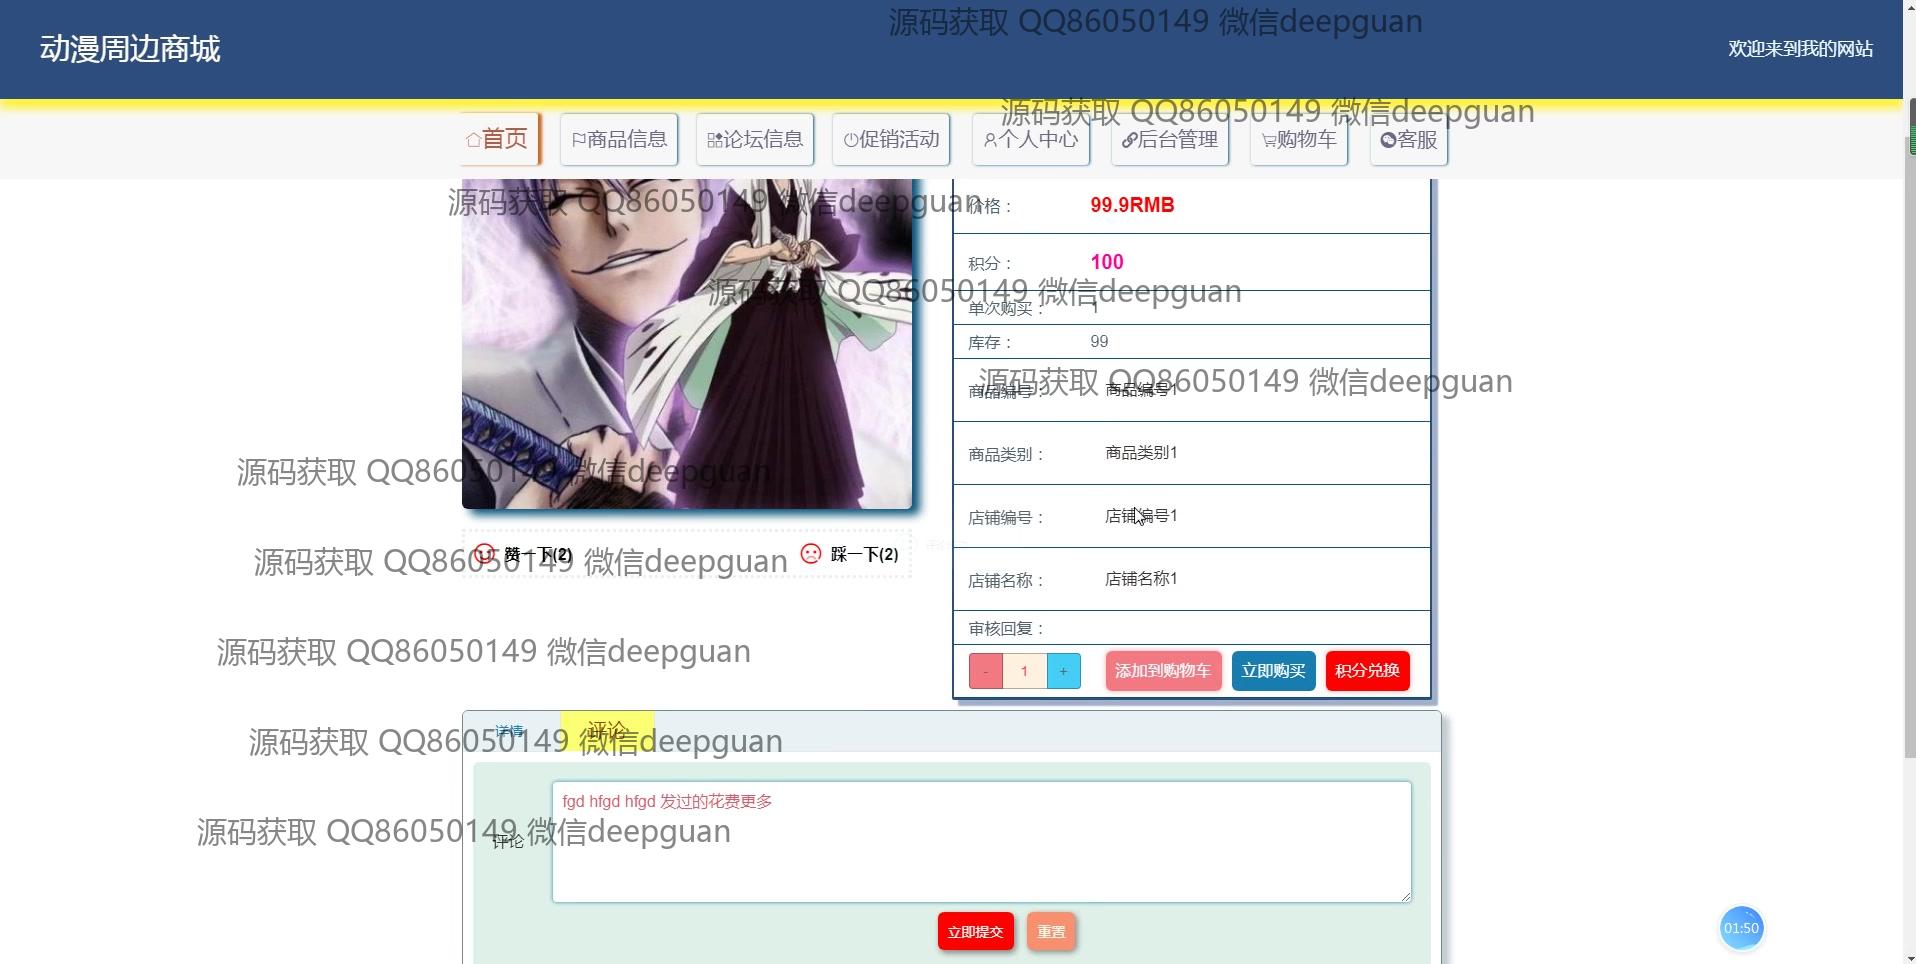 源码获取 QQ86050149 微信deepguan
动漫周边商城
欢迎来到我的网站
源码获取 QQ86050149 微信deepguan
首页 商品信息 论坛信息 促销活动 个人中心 后台管理 购物车 客服
源码获取 QQ86050149 微信deepguan
价格： 99.9RMB
积分： 100
源码获取 QQ86050149 微信deepguan
单次购买： 1
库存： 99
源码获取 QQ86050149 微信deepguan
商品编号： 商品编号1
商品类别： 商品类别1
源码获取 QQ86050149 微信deepguan
店铺编号： 店铺编号1
赞一下(2) 踩一下(2)
源码获取 QQ86050149 微信deepguan
店铺名称： 店铺名称1
审核回复：
源码获取 QQ86050149 微信deepguan
- 1 + 添加到购物车 立即购买 积分兑换
详情 评论
源码获取 QQ86050149 微信deepguan
fgd hfgd hfgd 发过的花费更多
源码获取 QQ86050149 微信deepguan
评论
立即提交 重置
01:50